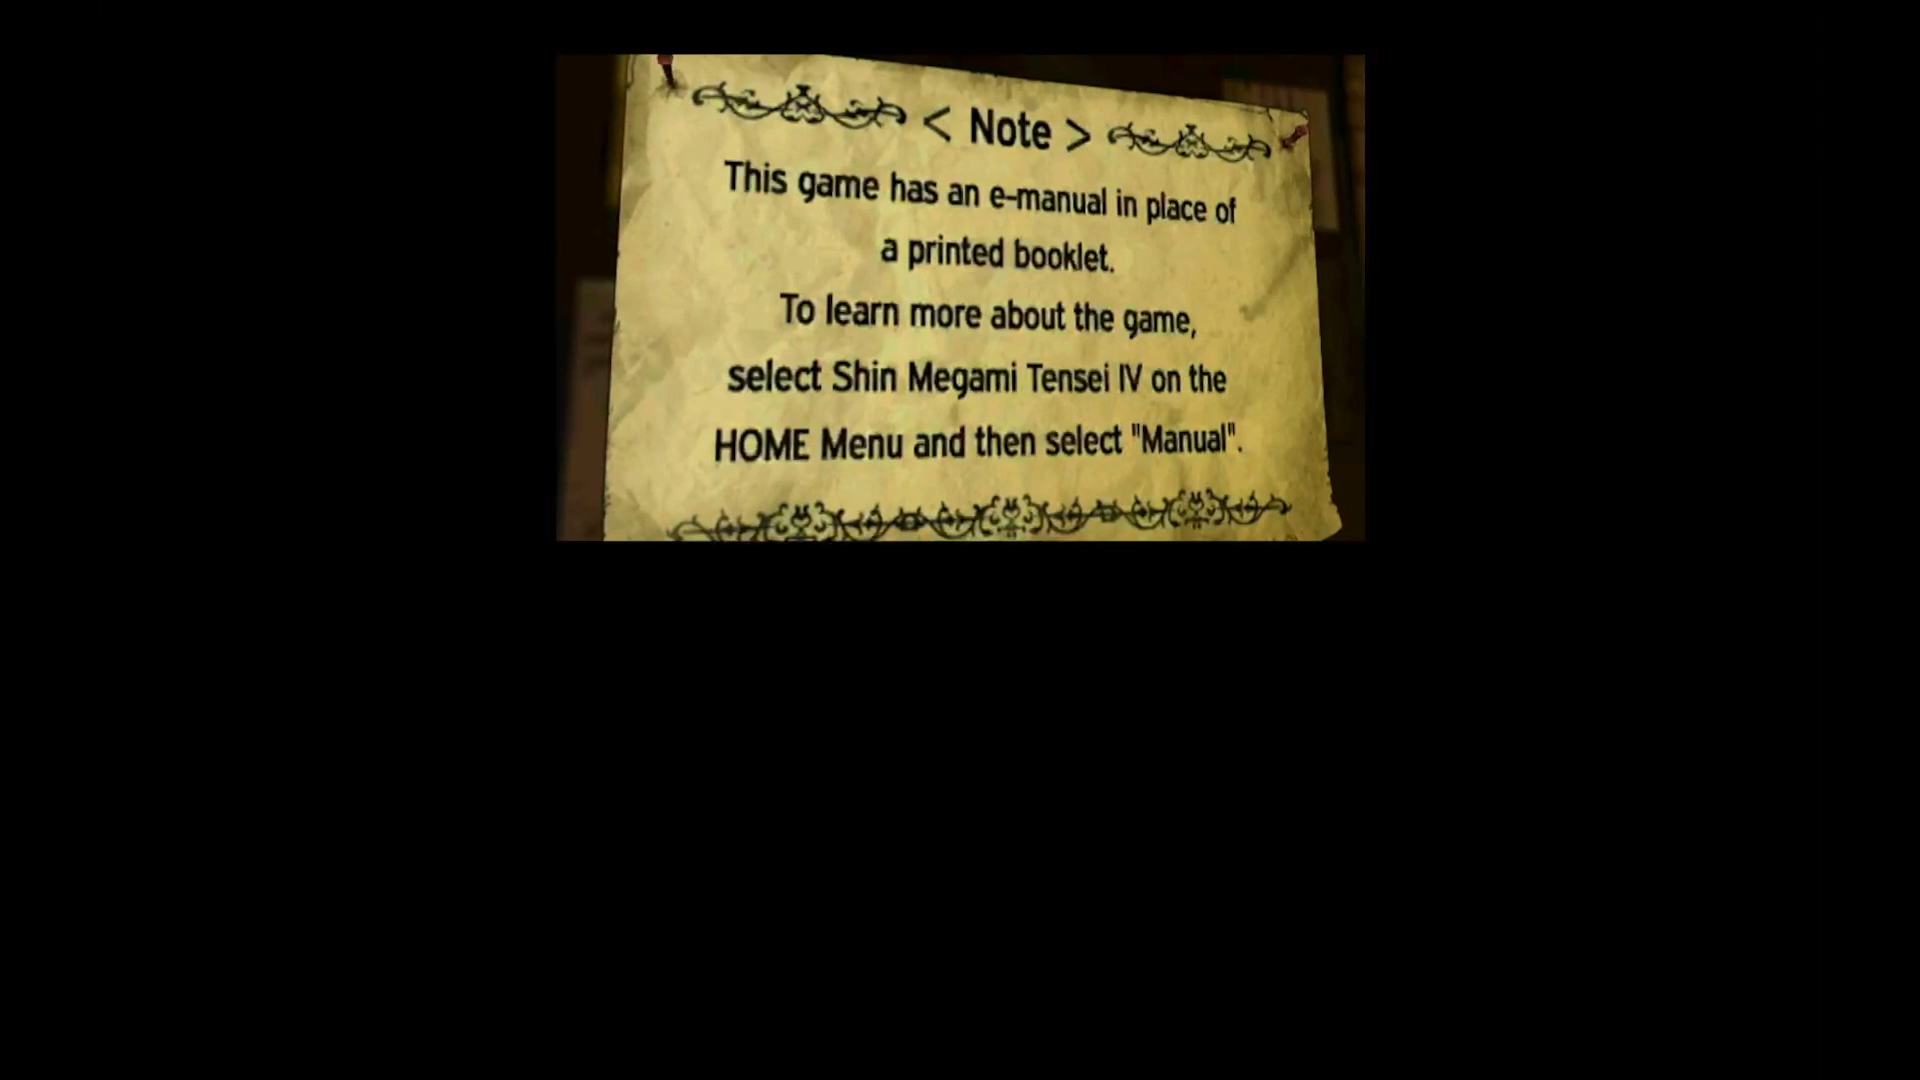 < Note >
This game has an e-manual in place of
a printed booklet.
To learn more about the game,
select Shin Megami Tensei IV on the
HOME Menu and then select "Manual".